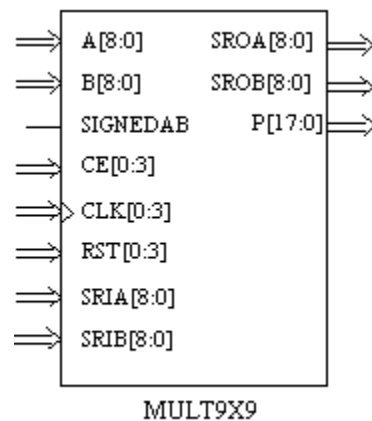 A[8:0] SROA[8:0]
B[8:0] SROB[8:0]
SIGNEDAB P[17:0]
CE[0:3]
CLK[0:3]
RST[0:3]
SRIA[8:0]
SRIB[8:0]
MULT9X9